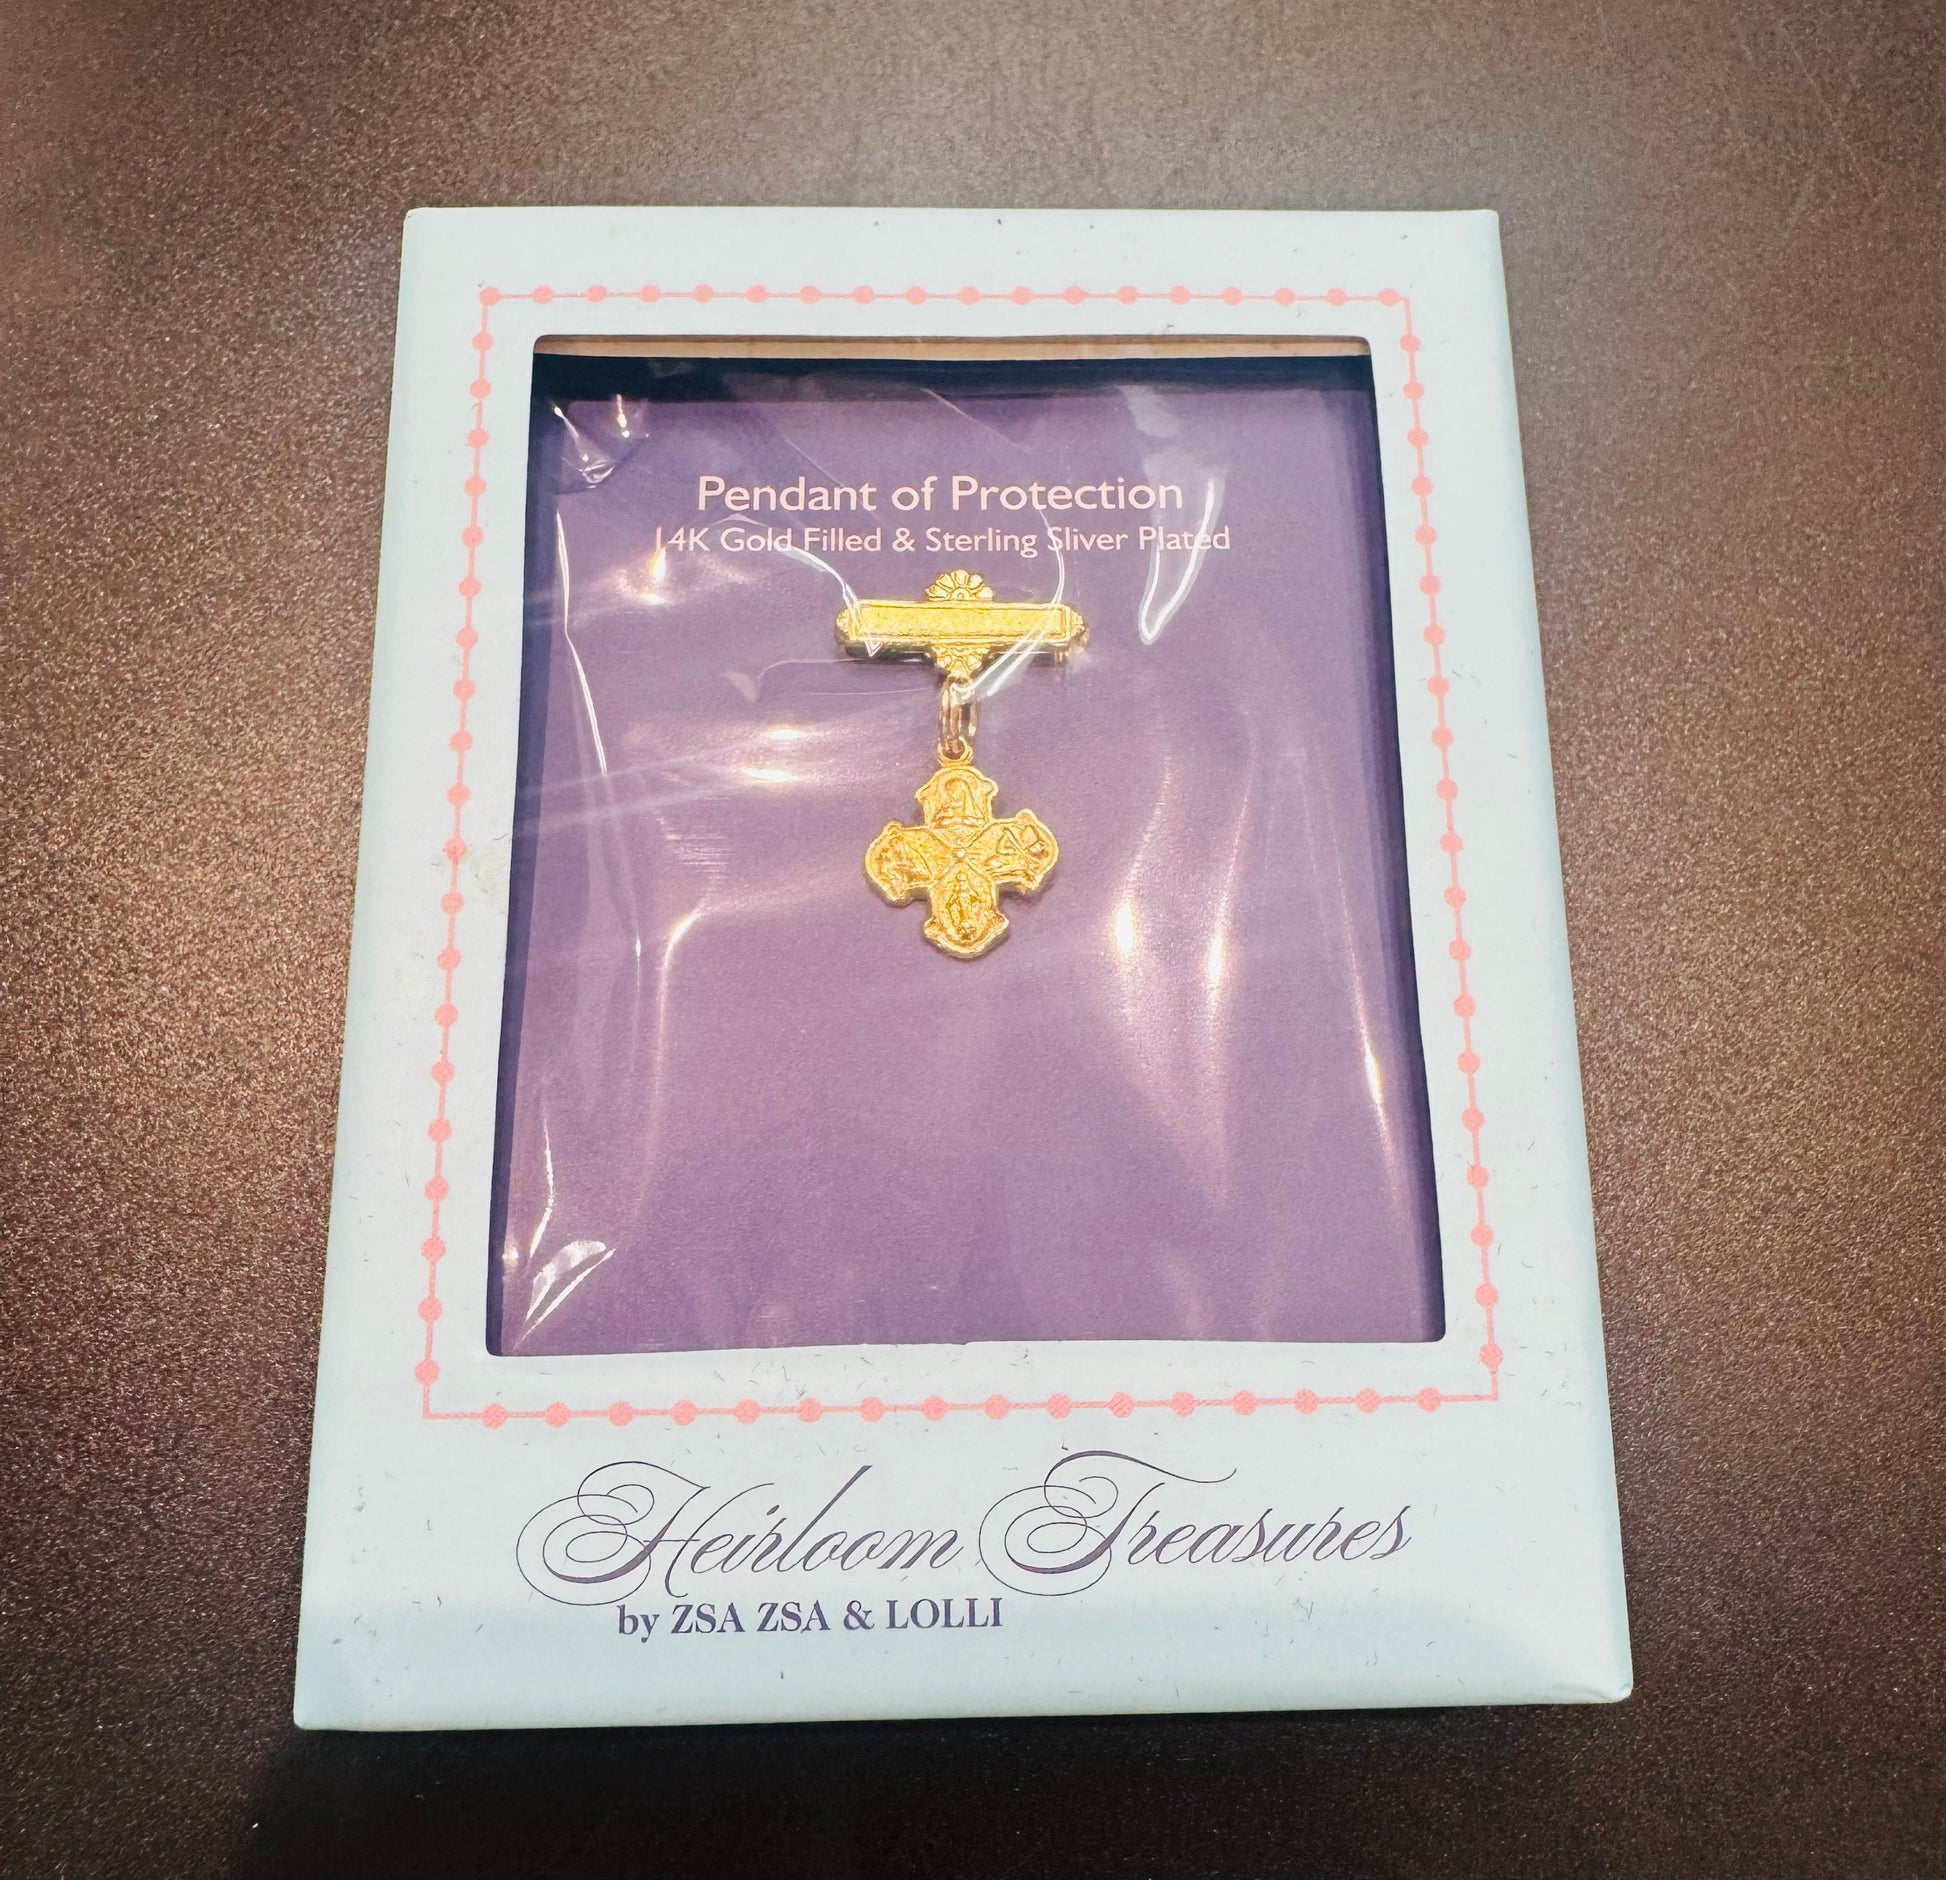 Pendant of Protection
14K Gold Filled & Sterling Sliver Plated
Heirloom Treasures
by ZSA ZSA & LOLLI